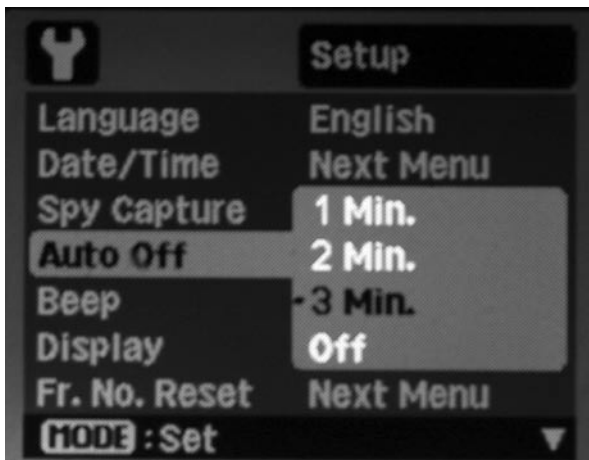 Setup
Language English
Date/Time Next Menu
Spy Capture 1 Min.
Auto Off 2 Min.
Beep 3 Min.
Display Off
Fr. No. Reset Next Menu
MODE :Set